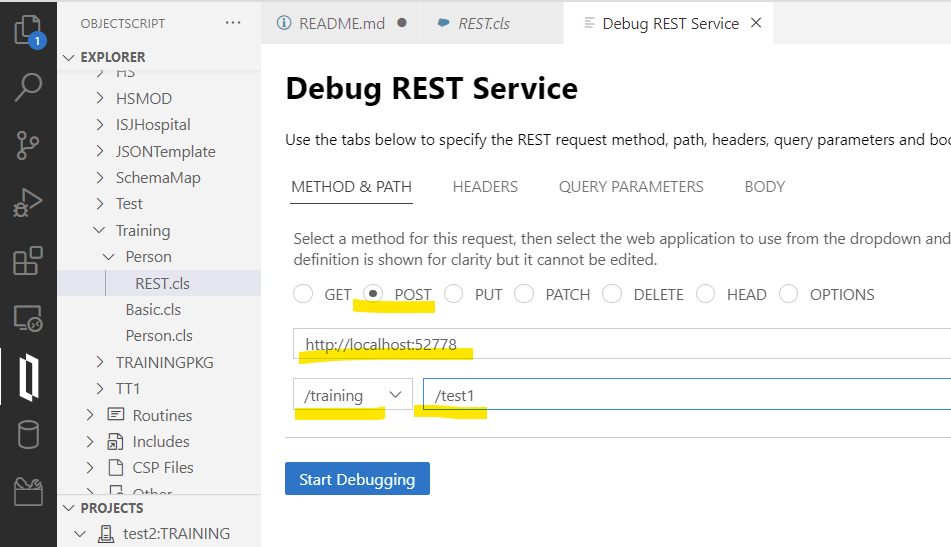 OBJECTSCRIPT
···
README.md
REST.cls
Debug REST Service
1
EXPLORER
HS
HSMOD
ISJHospital
JSONTemplate
SchemaMap
Test
Training
Person
REST.cls
Basic.cls
Person.cls
TRAININGPKG
TT1
Routines
Includes
CSP Files
Other
PROJECTS
test2:TRAINING
Debug REST Service
Use the tabs below to specify the REST request method, path, headers, query parameters and bo
METHOD & PATH HEADERS QUERY PARAMETERS BODY
Select a method for this request, then select the web application to use from the dropdown and
definition is shown for clarity but it cannot be edited.
GET POST PUT PATCH DELETE HEAD OPTIONS
http://localhost:52778
/training /test1
Start Debugging